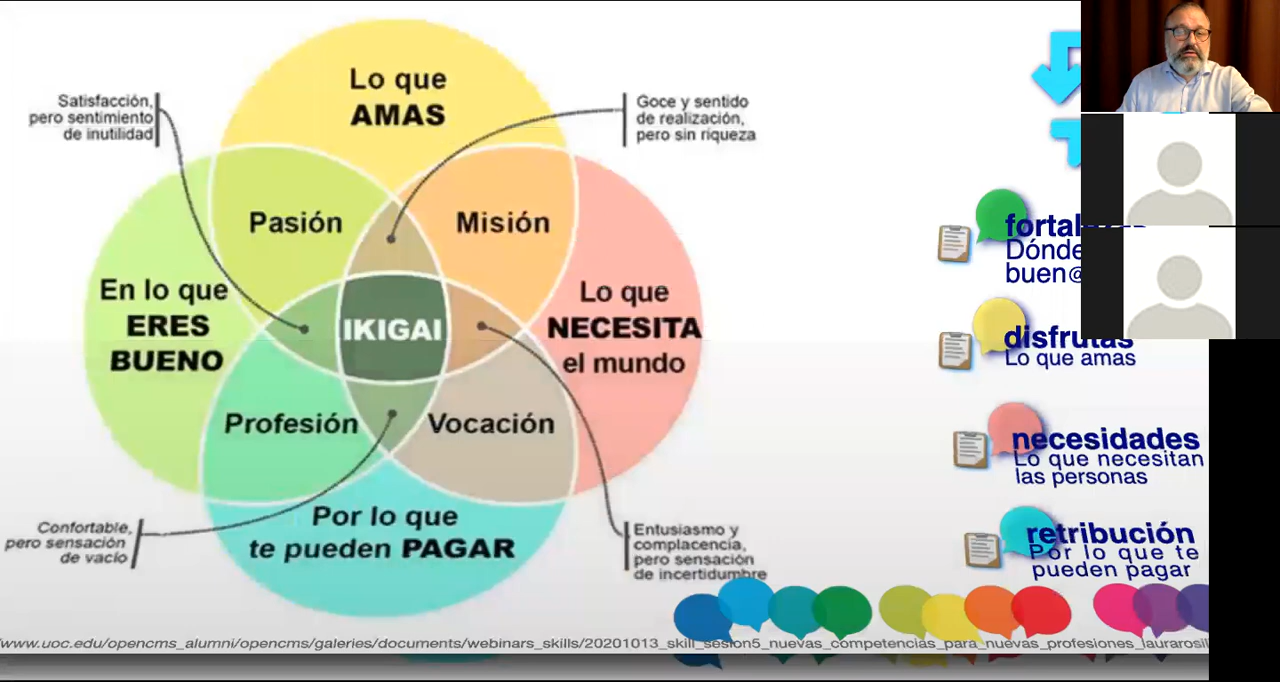 Lo que
AMAS
Satisfacción,
pero sentimiento
de inutilidad
Goce y sentido
de realización,
pero sin riqueza
Pasión
Misión
En lo que
ERES
BUENO
IKIGAI
Lo que
NECESITA
el mundo
Profesión
Vocación
Por lo que
te pueden PAGAR
Confortable,
pero sensación
de vacío
Entusiasmo y
complacencia,
pero sensación
de incertidumbre
Dónde
buen@
disfrutas
Lo que amas
necesidades
Lo que necesitan
las personas
retribución
Por lo que te
pueden pagar
/www.uoc.edu/opencms_alumni/opencms/galeries/documents/webinars_skills/20201013_skill_sesion5_nuevas_competencias_para_nuevas_profesiones_laurarosil